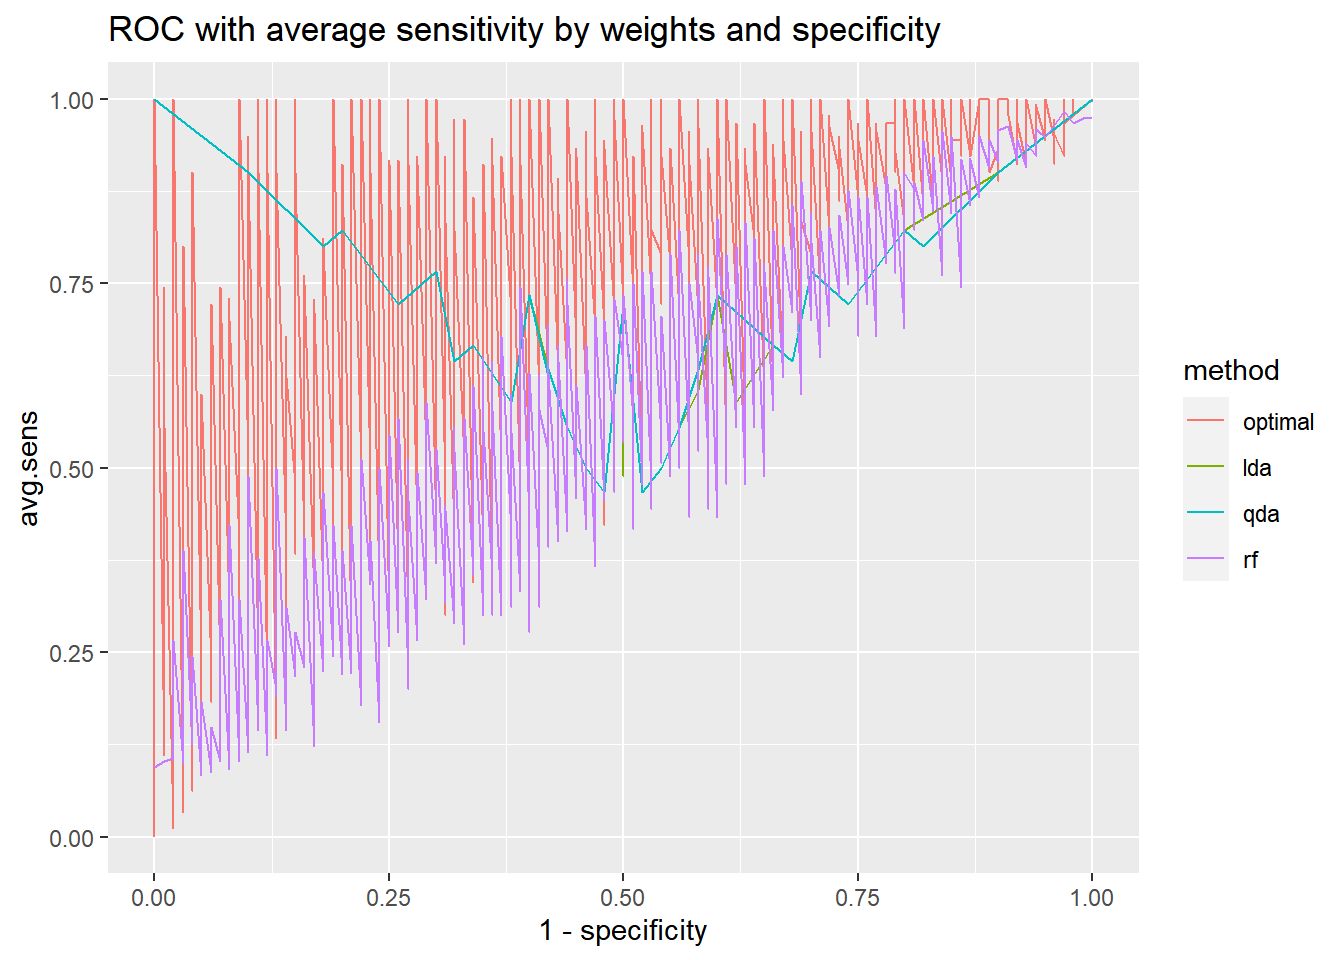 ROC with average sensitivity by weights and specificity
avg.sens
1.00
0.75
0.50
0.25
0.00
0.00 0.25 0.50 0.75 1.00
1 - specificity
method
optimal
lda
qda
rf